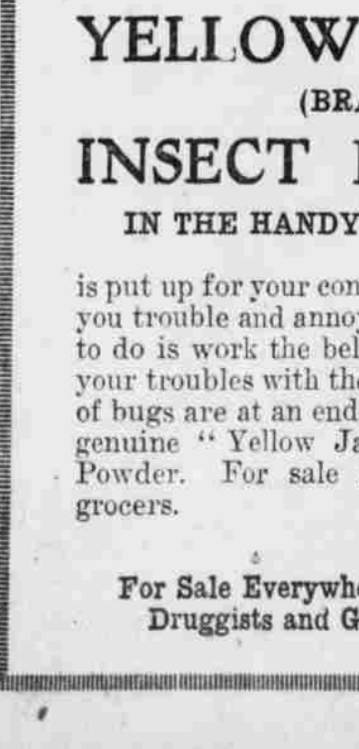 YELLOW
(BRA
INSECT
IN THE HANDY
is put up for your con
you trouble and annoy
to do is work the bel
your troubles with the
of bugs are at an end
genuine “ Yellow Ja
Powder. For sale
grocers.
For Sale Everywhe
Druggists and G